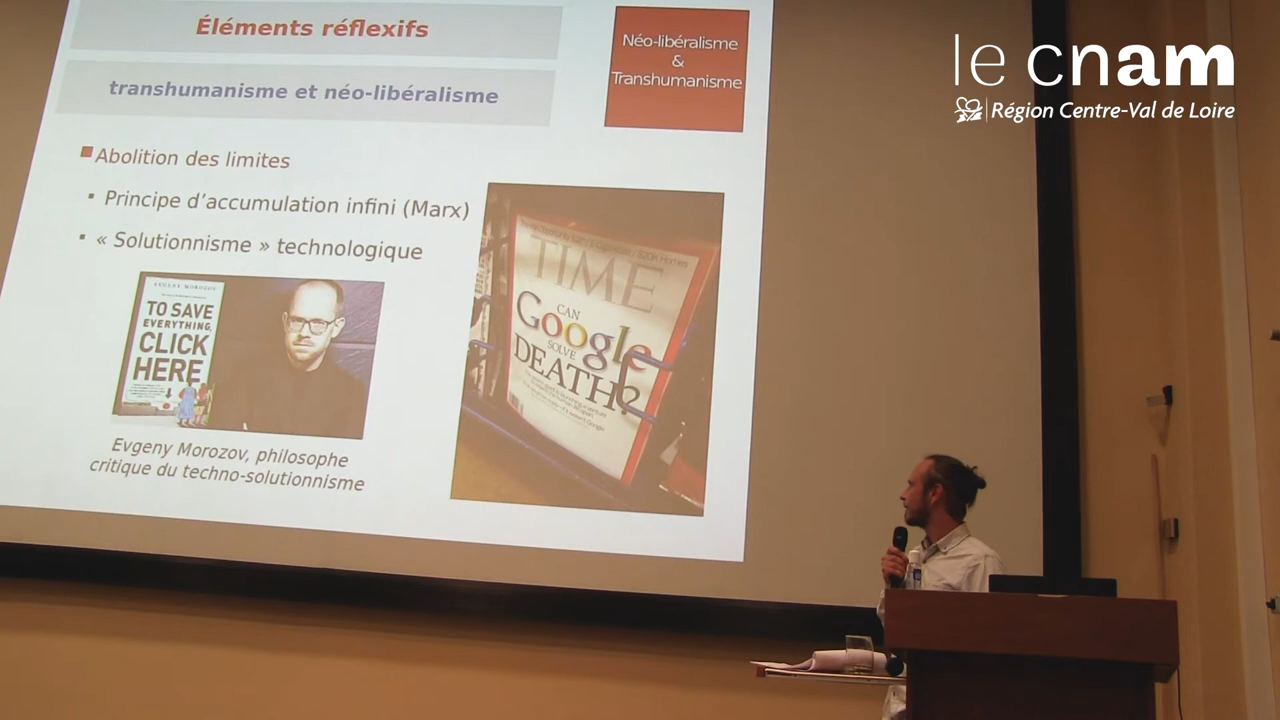 Éléments réflexifs
transhumanisme et néo-libéralisme
Néo-libéralisme
&
Transhumanisme
Abolition des limites
Principe d'accumulation infini (Marx)
« Solutionnisme » technologique
EVGENY MOROZOV
TO SAVE
EVERYTHING,
CLICK
HERE
Evgeny Morozov, philosophe
critique du techno-solutionnisme
TIME
CAN
Google
SOLVE
DEATH?
le cnam
Région Centre-Val de Loire